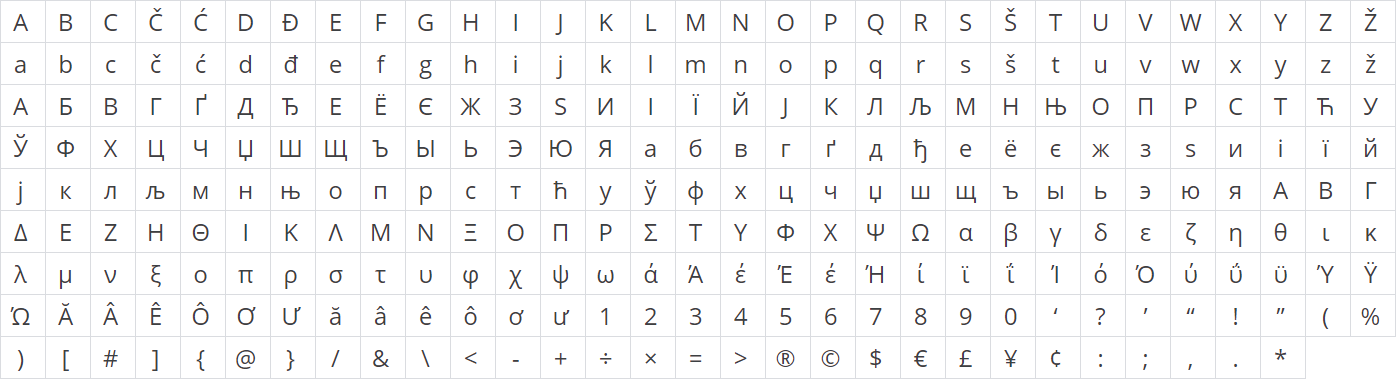 A B C Č Ć D Đ E F G H I J K L M N O P Q R S Š T U V W X Y Z Ž
a b c č ć d đ e f g h i j k l m n o p q r s š t u v w x y z ž
А Б В Г Ґ Д Ђ Е Ё Є Ж З Ѕ И І Ї Й Ј К Л Љ М Н Њ О П Р С Т Ћ У
Ў Ф Х Ц Ч Џ Ш Щ Ъ Ы Ь Э Ю Я а б в г ґ д ђ е ё є ж з ѕ и і ї й
ј к л љ м н њ о п р с т ћ у ў ф х ц ч џ ш щ ъ ы ь э ю я Α Β Γ
Δ Ε Ζ Η Θ Ι Κ Λ Μ Ν Ξ Ο Π Ρ Σ Τ Υ Φ Χ Ψ Ω α β γ δ ε ζ η θ ι κ
λ μ ν ξ ο π ρ σ τ υ φ χ ψ ω ά Ά έ Έ έ Ή ί ϊ ΐ Ί ό Ό ύ ΰ ϋ Ύ Ϋ
Ώ Ă Â Ê Ô Ơ Ư ă â ê ô ơ ư 1 2 3 4 5 6 7 8 9 0 ‘ ? ’ “ ! ” ( %
) [ # ] { @ } / & \ < - + ÷ × = > ® © $ € £ ¥ ¢ : ; , . *